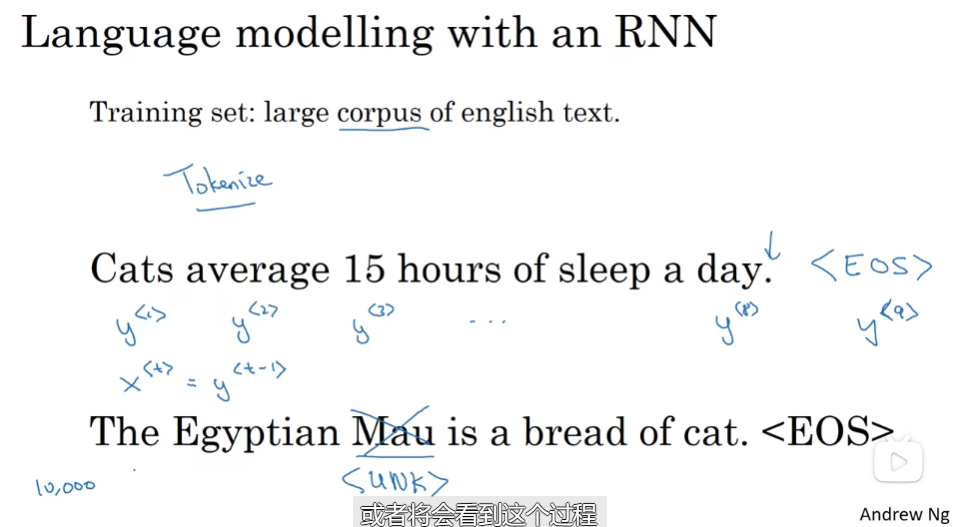 Language modelling with an RNN
Training set: large corpus of english text.
Tokenize
Cats average 15 hours of sleep a day. <EOS>
y<1> y<2> y<3> ... y<8> y<9>
x<t> = y<t-1>
The Egyptian Mau is a bread of cat. <EOS>
10,000 <UNK>
或者将会看到这个过程
Andrew Ng